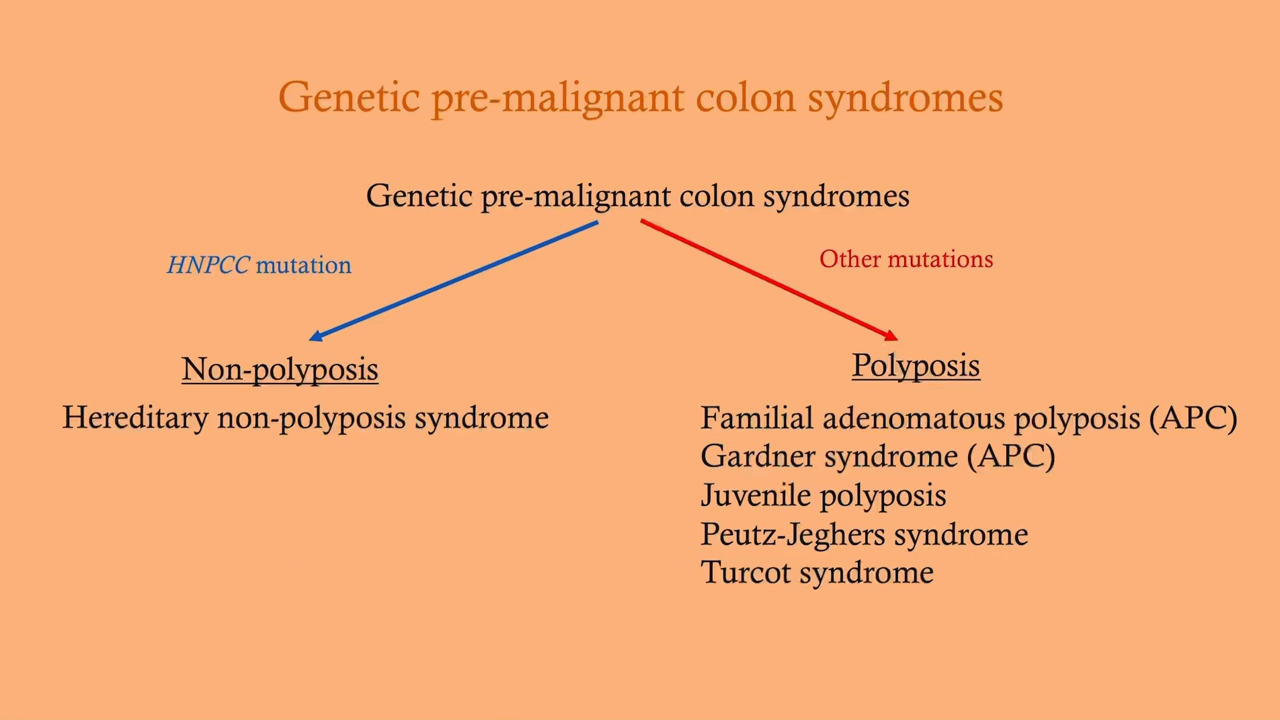 Genetic pre-malignant colon syndromes
Genetic pre-malignant colon syndromes
HNPCC mutation
Other mutations
Non-polyposis
Hereditary non-polyposis syndrome
Polyposis
Familial adenomatous polyposis (APC)
Gardner syndrome (APC)
Juvenile polyposis
Peutz-Jeghers syndrome
Turcot syndrome